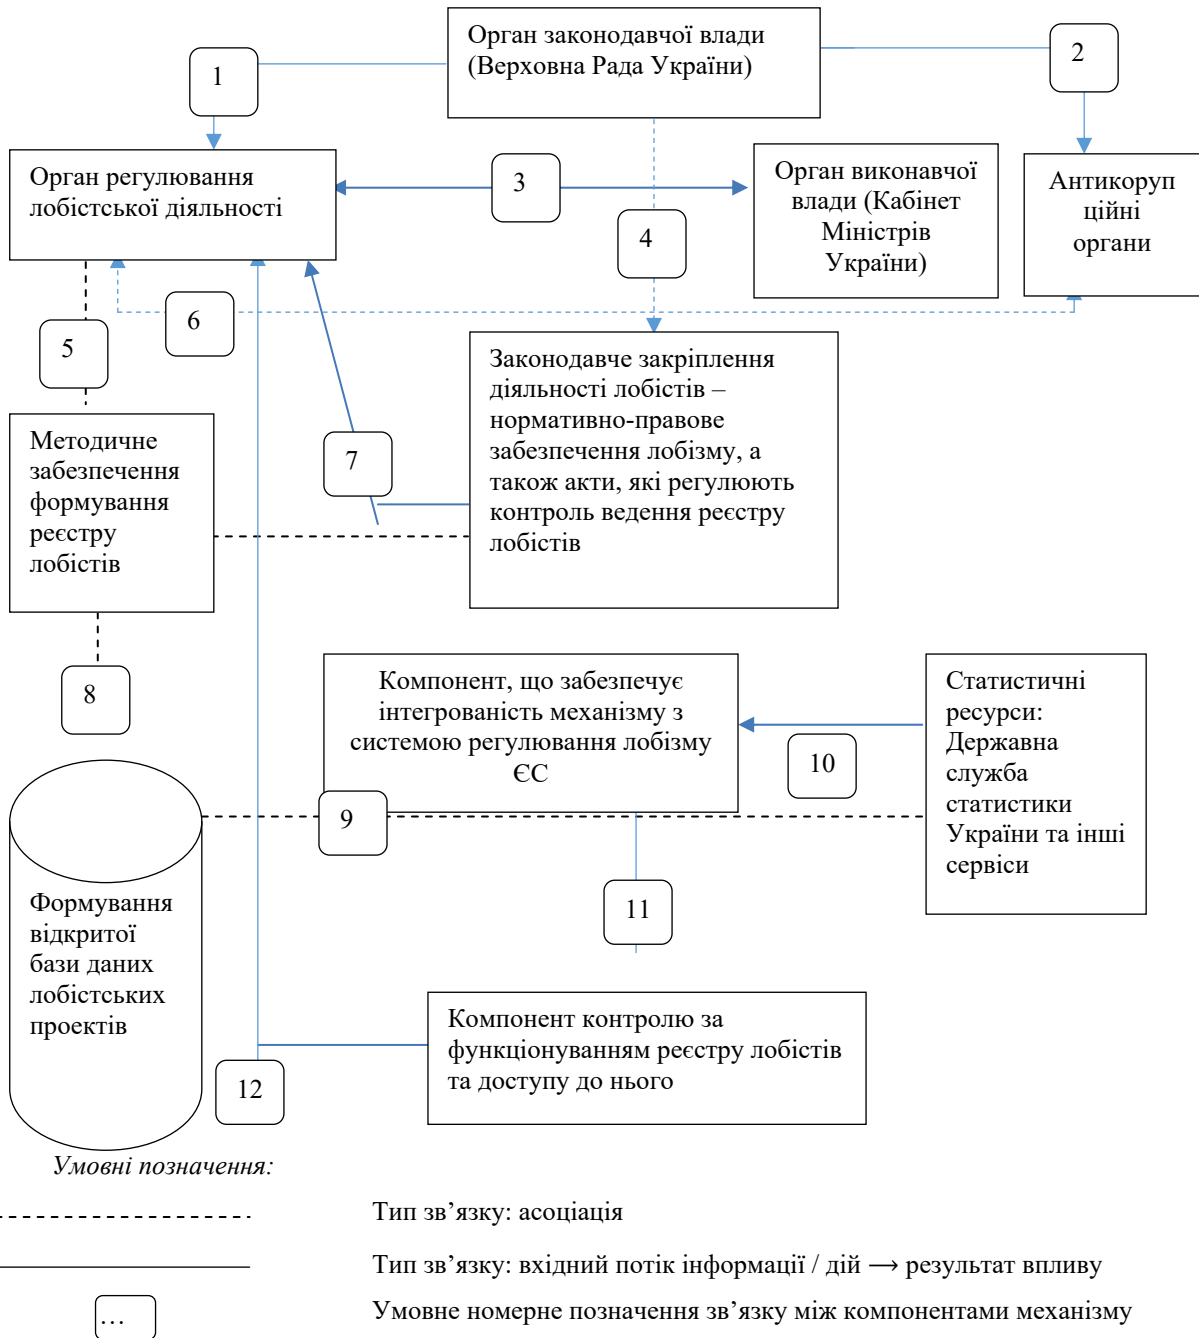 Орган законодавчої влади
(Верховна Рада України)
1
2
Орган регулювання
лобістської діяльності
3
Орган виконавчої
влади (Кабінет
Міністрів
України)
Антикоруп
ційні
органи
4
5
6
Законодавче закріплення
діяльності лобістів –
нормативно-правове
забезпечення лобізму, а
також акти, які регулюють
контроль ведення реєстру
лобістів
7
Методичне
забезпечення
формування
реєстру
лобістів
8
Компонент, що забезпечує
інтегрованість механізму з
системою регулювання лобізму
ЄС
Статистичні
ресурси:
Державна
служба
статистики
України та інші
сервіси
10
9
Формування
відкритої
бази даних
лобістських
проектів
11
Компонент контролю за
функціонуванням реєстру лобістів
та доступу до нього
12
Умовні позначення:
Тип зв’язку: асоціація
Тип зв’язку: вхідний потік інформації / дій → результат впливу
… Умовне номерне позначення зв’язку між компонентами механізму